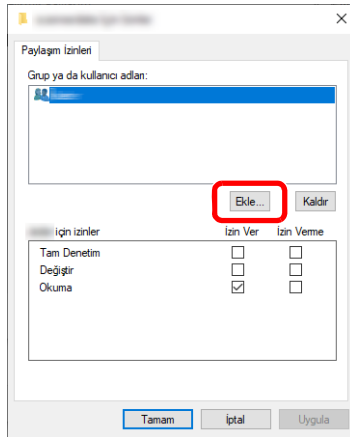 Paylaşım İzinleri
Grup ya da kullanıcı adları:
Ekle...
Kaldır
için izinler
İzin Ver
İzin Verme
Tam Denetim
Değiştir
Okuma
Tamam
İptal
Uygula